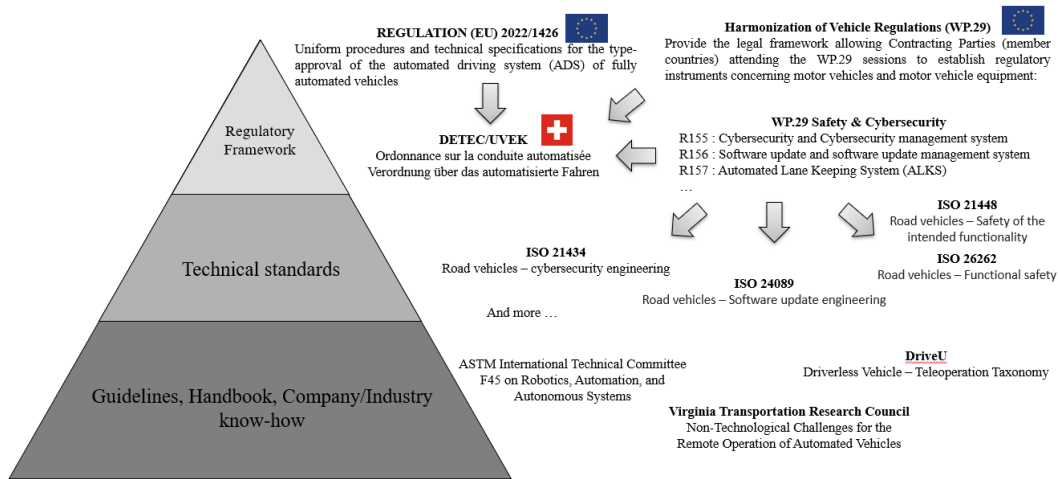 REGULATION (EU) 2022/1426
Uniform procedures and technical specifications for the type-
approval of the automated driving system (ADS) of fully
automated vehicles
Harmonization of Vehicle Regulations (WP.29)
Provide the legal framework allowing Contracting Parties (member
countries) attending the WP.29 sessions to establish regulatory
instruments concerning motor vehicles and motor vehicle equipment:
Regulatory
Framework
DETEC/UVEK
Ordonnance sur la conduite automatisée
Verordnung über das automatisierte Fahren
WP.29 Safety & Cybersecurity
R155 : Cybersecurity and Cybersecurity management system
R156 : Software update and software update management system
R157 : Automated Lane Keeping System (ALKS)
…
Technical standards
ISO 21434
Road vehicles – cybersecurity engineering
ISO 24089
Road vehicles – Software update engineering
ISO 21448
Road vehicles – Safety of the
intended functionality
ISO 26262
Road vehicles – Functional safety
And more …
Guidelines, Handbook, Company/Industry
know-how
ASTM International Technical Committee
F45 on Robotics, Automation, and
Autonomous Systems
DriveU
Driverless Vehicle – Teleoperation Taxonomy
Virginia Transportation Research Council
Non-Technological Challenges for the
Remote Operation of Automated Vehicles